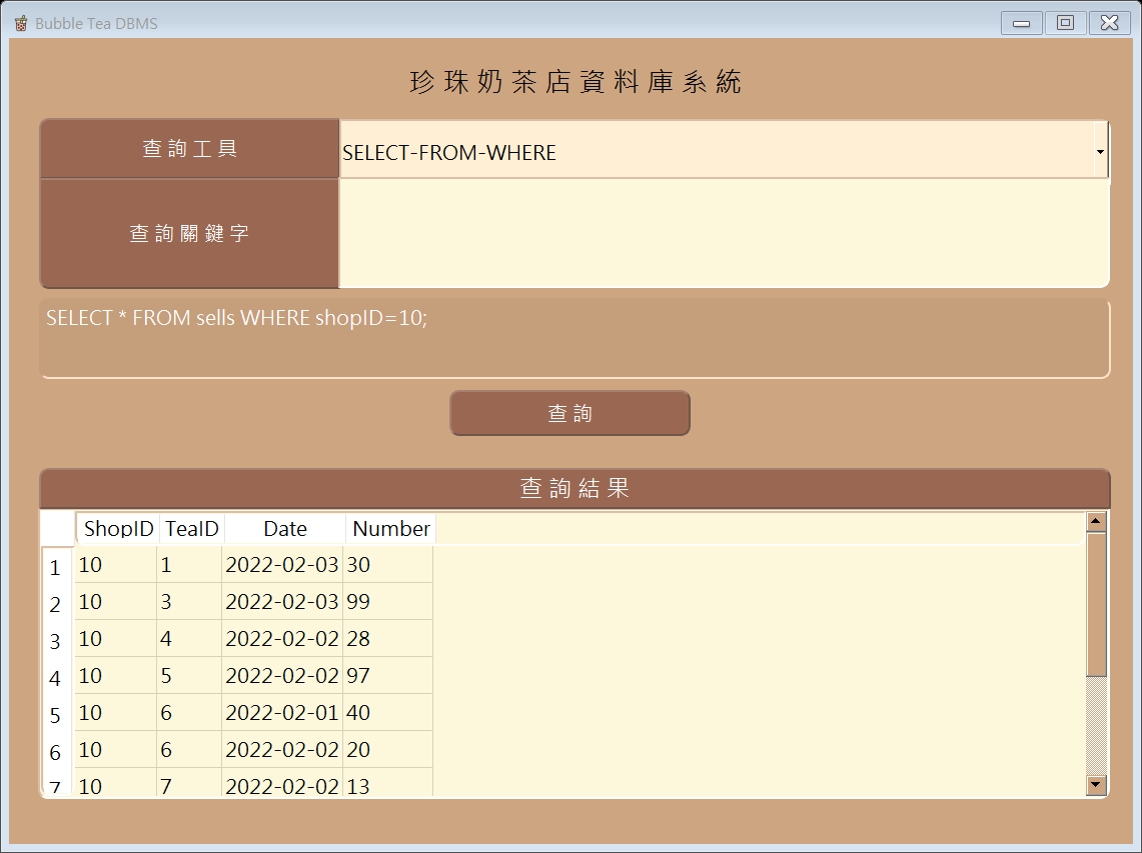 Bubble Tea DBMS
珍珠奶茶店資料庫系統
查詢工具 SELECT-FROM-WHERE
查詢關鍵字
SELECT * FROM sells WHERE shopID=10;
查詢
查詢結果
ShopID TeaID Date Number
1 10 1 2022-02-03 30
2 10 3 2022-02-03 99
3 10 4 2022-02-02 28
4 10 5 2022-02-02 97
5 10 6 2022-02-01 40
6 10 6 2022-02-02 20
7 10 7 2022-02-02 13